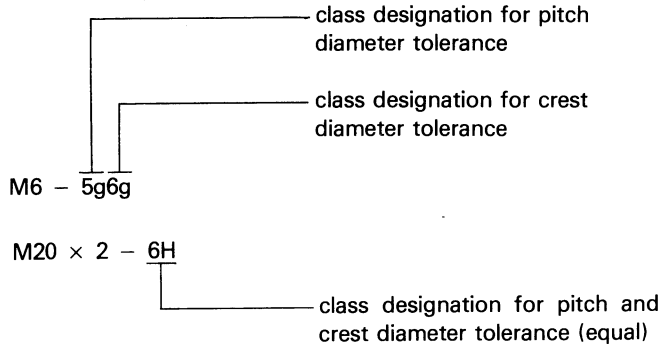 class designation for pitch
diameter tolerance
class designation for crest
diameter tolerance
M6 – 5g6g
M20 × 2 – 6H
class designation for pitch and
crest diameter tolerance (equal)